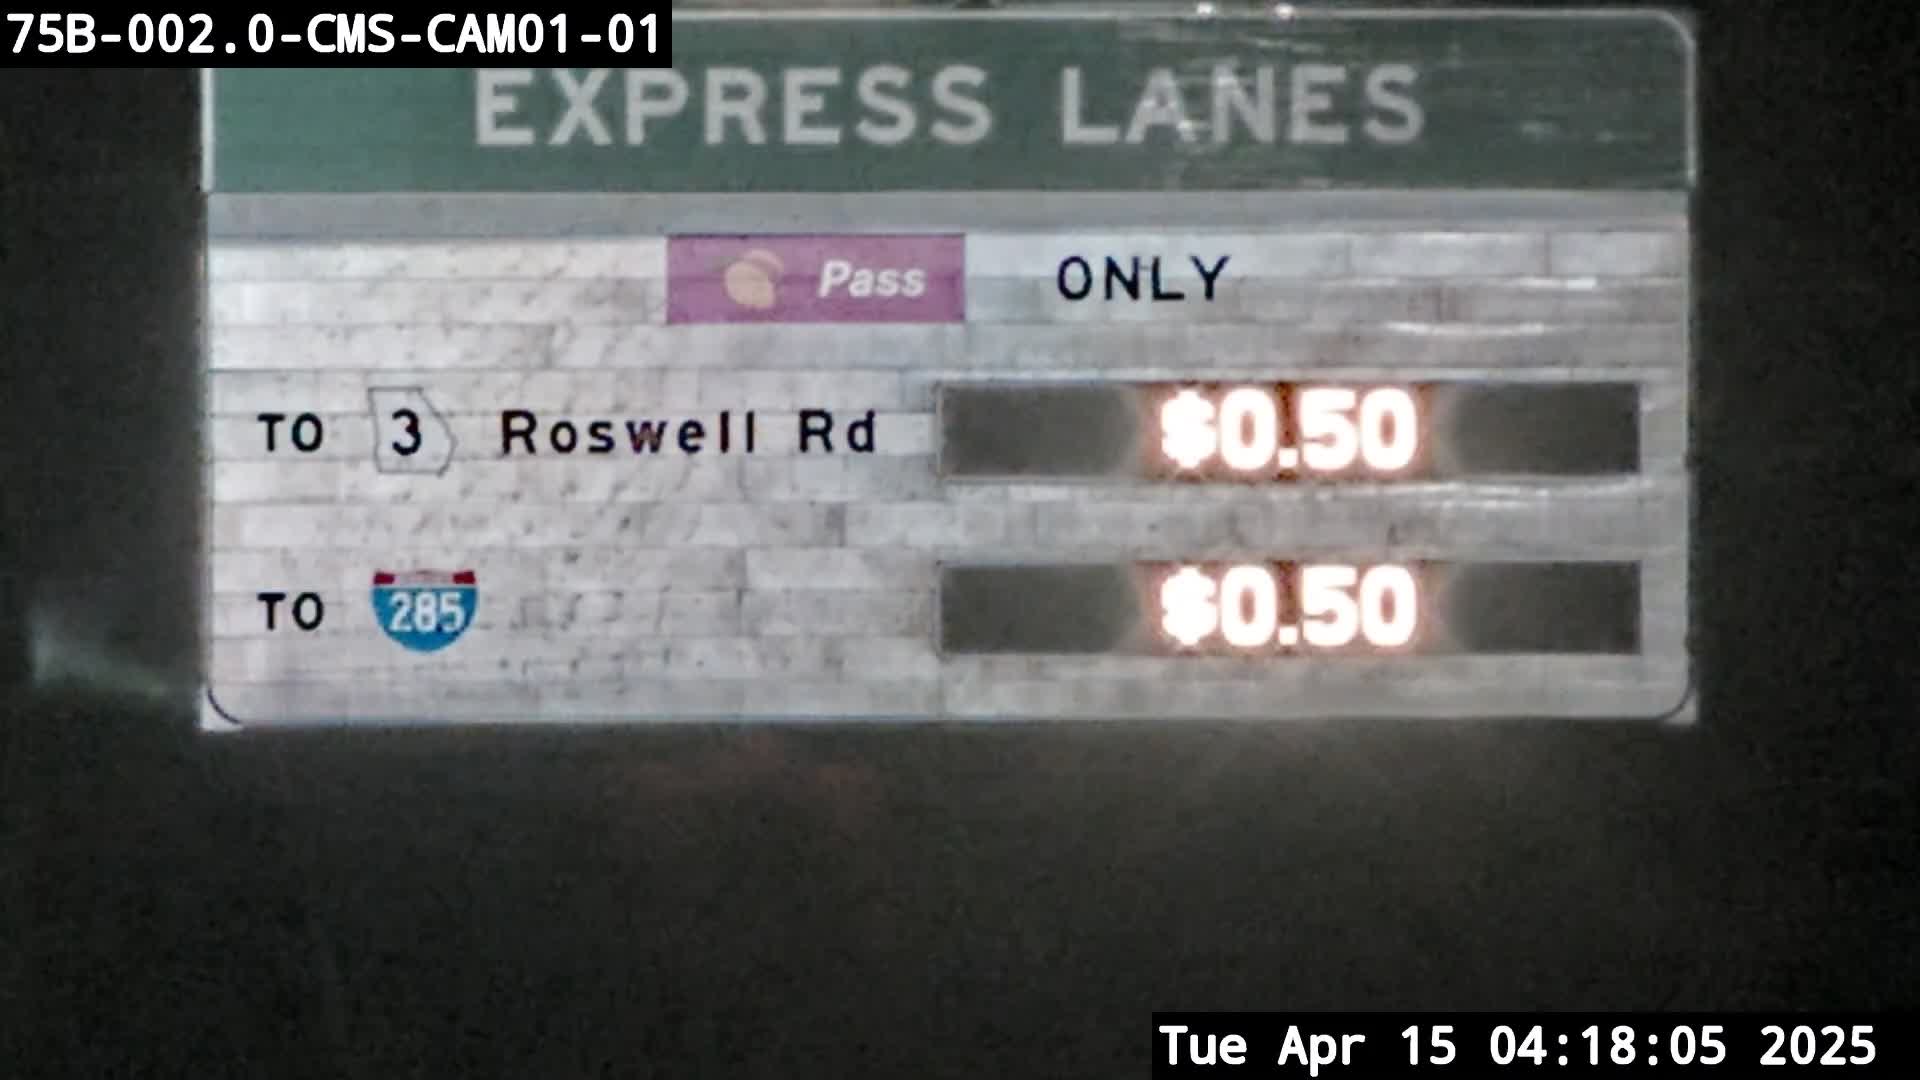 75B-002.0-CMS-CAM01-01
EXPRESS LANES
Pass ONLY
TO 3 Roswell Rd $0.50
TO 285 $0.50
Tue Apr 15 04:18:05 2025